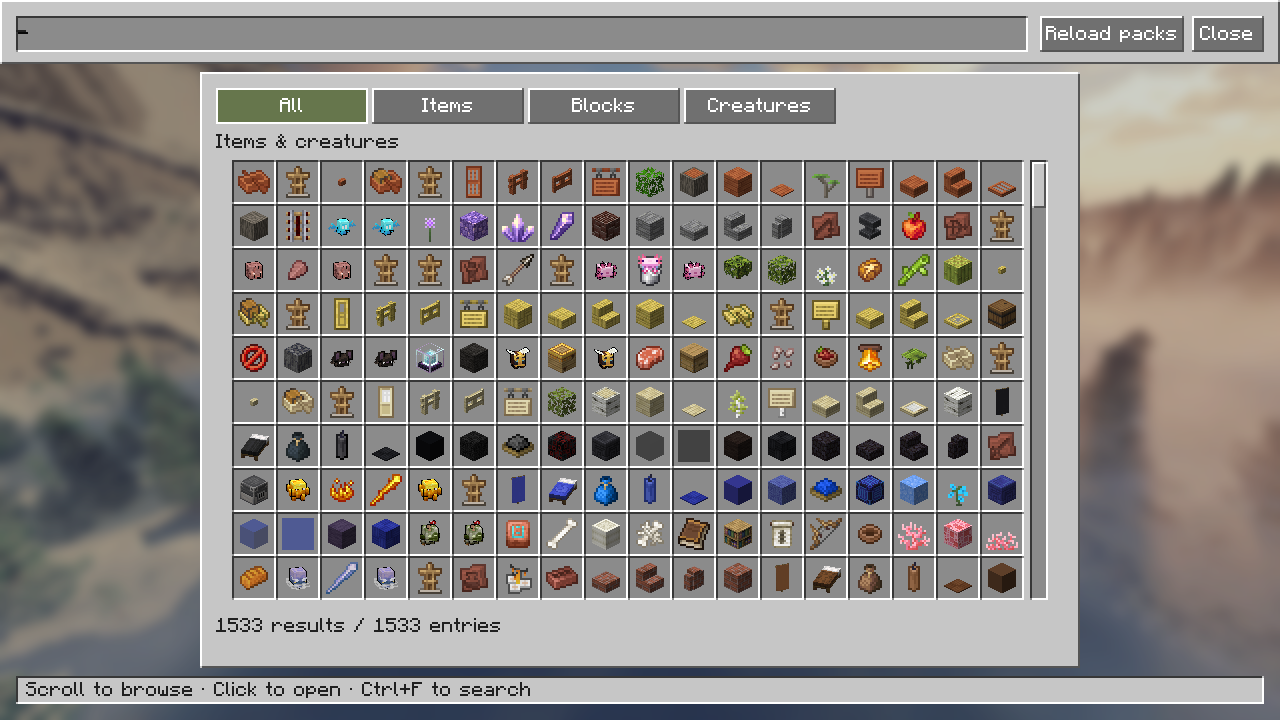 Reload packs
Close
All
Items
Blocks
Creatures
Items & creatures
1533 results / 1533 entries
Scroll to browse · Click to open · Ctrl+F to search